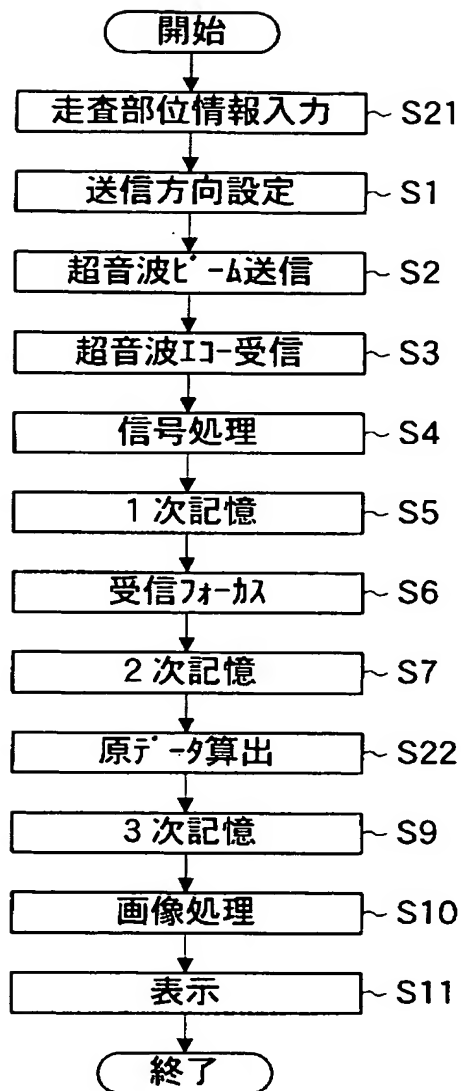 開始
走査部位情報入力 ~ S21
送信方向設定 ~ S1
超音波ﾋﾞｰﾑ送信 ~ S2
超音波ｴｺｰ受信 ~ S3
信号処理 ~ S4
1次記憶 ~ S5
受信ﾌｫｰｶｽ ~ S6
2次記憶 ~ S7
原ﾃﾞｰﾀ算出 ~ S22
3次記憶 ~ S9
画像処理 ~ S10
表示 ~ S11
終了